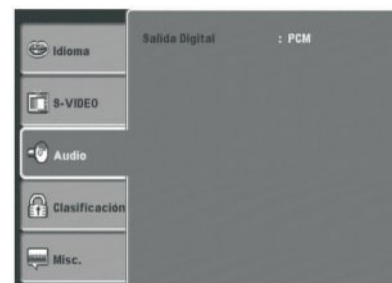 Idioma
S-VIDEO
Audio
Clasificación
Misc.
Salida Digital : PCM